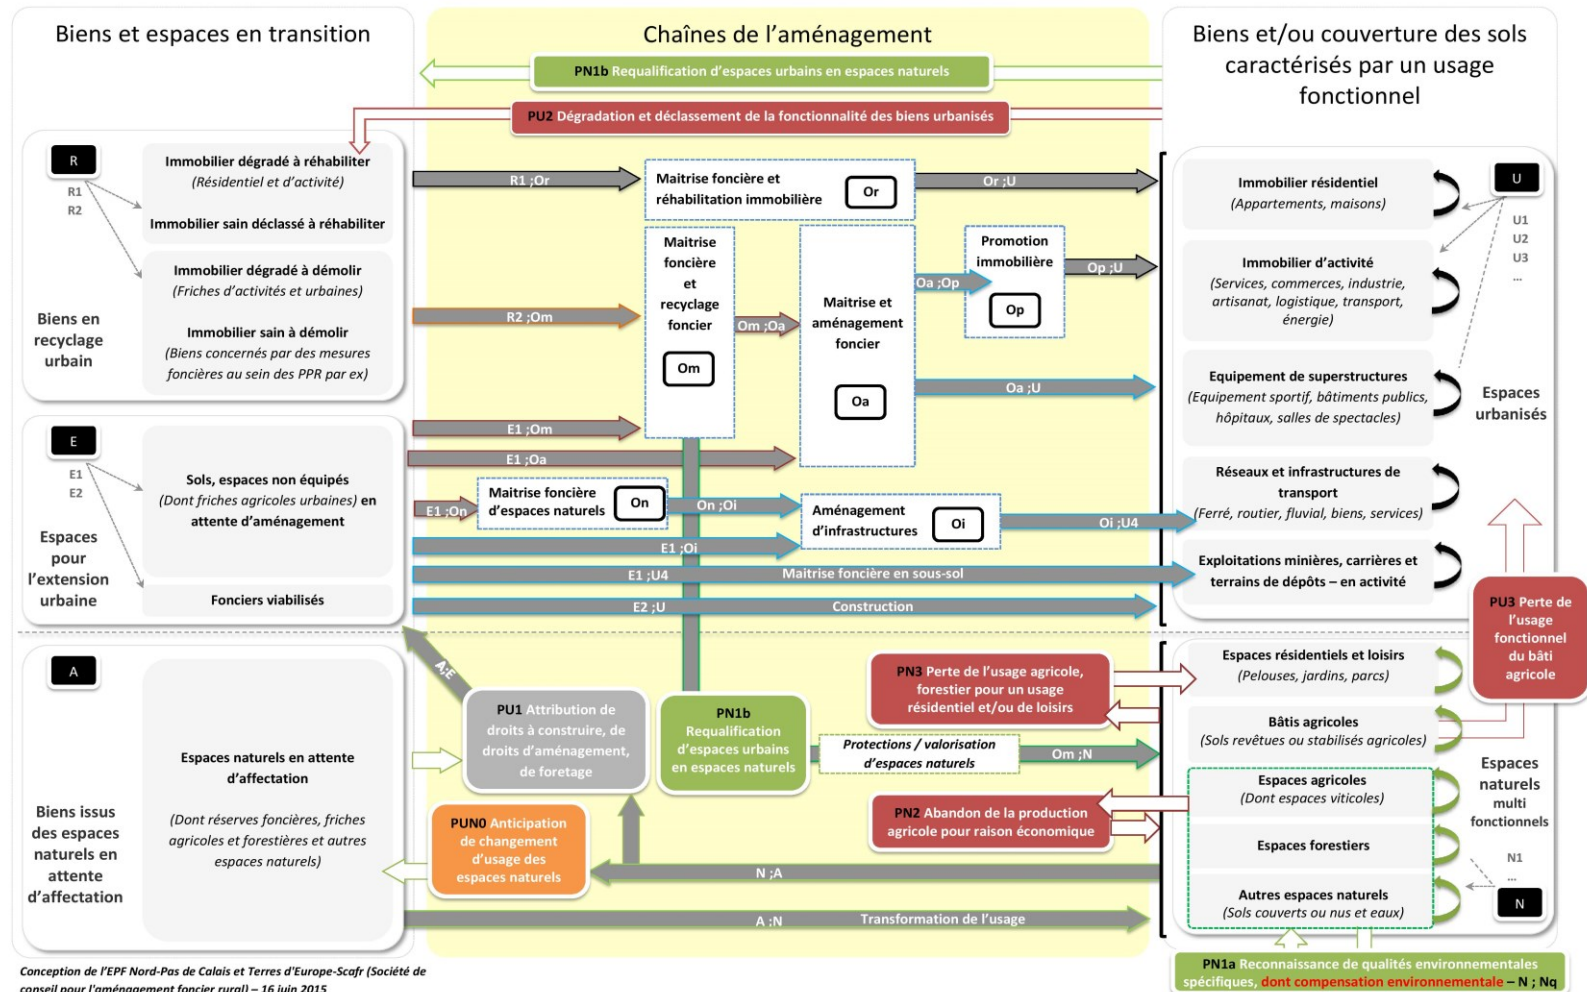 Biens et espaces en transition
Chaînes de l’aménagement
Biens et/ou couverture des sols
caractérisés par un usage
fonctionnel
PN1b Requalification d’espaces urbains en espaces naturels
PU2 Dégradation et déclassement de la fonctionnalité des biens urbanisés
R
R1
R2
Immobilier dégradé à réhabiliter
(Résidentiel et d’activité)
Immobilier sain déclassé à réhabiliter
Immobilier dégradé à démolir
(Friches d’activités et urbaines)
Immobilier sain à démolir
(Biens concernés par des mesures
foncières au sein des PPR par ex)
Biens en
recyclage
urbain
E
E1
E2
Sols, espaces non équipés
(Dont friches agricoles urbaines) en
attente d’aménagement
Fonciers viabilisés
Espaces
pour
l’extension
urbaine
A
Espaces naturels en attente
d’affectation
(Dont réserves foncières, friches
agricoles et forestières et autres
espaces naturels)
Biens issus
des espaces
naturels en
attente
d’affectation
R1 ;Or
Maitrise foncière et
réhabilitation immobilière
Or
Or ;U
R2 ;Om
Maitrise
foncière
et
recyclage
foncier
Om
Om ;Oa
Maitrise et
aménagement
foncier
Oa
Oa ;Op
Promotion
immobilière
Op
Op ;U
Oa ;U
E1 ;Om
E1 ;Oa
E1 ;On
Maitrise foncière
d’espaces naturels
On
On ;Oi
Aménagement
d’infrastructures
Oi
Oi ;U4
E1 ;Oi
E1 ;U4
Maitrise foncière en sous-sol
E2 ;U
Construction
A;E
PU1 Attribution de
droits à construire, de
droits d’aménagement,
de foretage
PN1b
Requalification
d’espaces urbains
en espaces naturels
Protections / valorisation
d’espaces naturels
Om ;N
PN3 Perte de l’usage agricole,
forestier pour un usage
résidentiel et/ou de loisirs
PN2 Abandon de la production
agricole pour raison économique
PUN0 Anticipation
de changement
d’usage des
espaces naturels
N ;A
A ;N
Transformation de l’usage
Immobilier résidentiel
(Appartements, maisons)
Immobilier d’activité
(Services, commerces, industrie,
artisanat, logistique, transport,
énergie)
Equipement de superstructures
(Equipement sportif, bâtiments publics,
hôpitaux, salles de spectacles)
Réseaux et infrastructures de
transport
(Ferré, routier, fluvial, biens, services)
Exploitations minières, carrières et
terrains de dépôts – en activité
U
U1
U2
U3
...
Espaces
urbanisés
PU3 Perte de
l’usage
fonctionnel
du bâti
agricole
Espaces résidentiels et loisirs
(Pelouses, jardins, parcs)
Bâtis agricoles
(Sols revêtues ou stabilisés agricoles)
Espaces agricoles
(Dont espaces viticoles)
Espaces forestiers
Autres espaces naturels
(Sols couverts ou nus et eaux)
Espaces
naturels
multi
fonctionnels
N1
...
N
PN1a Reconnaissance de qualités environnementales
spécifiques, dont compensation environnementale – N ; Nq
Conception de l’EPF Nord-Pas de Calais et Terres d'Europe-Scafr (Société de
conseil pour l'aménagement foncier rural) – 16 juin 2015